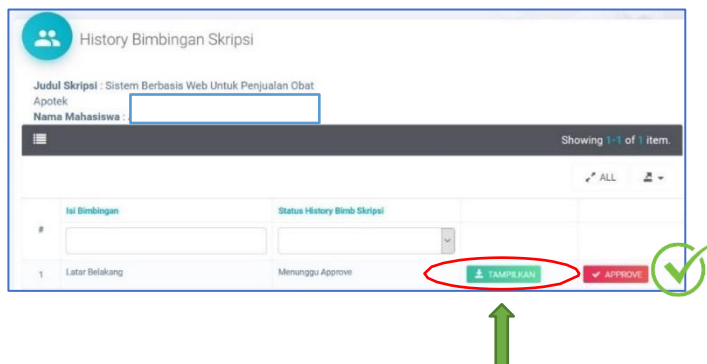 History Bimbingan Skripsi
Judul Skripsi : Sistem Berbasis Web Untuk Penjualan Obat
Apotek
Nama Mahasiswa :
Showing 1-1 of 1 item.
ALL
Isi Bimbingan Status History Bimb Skripsi
#
1 Latar Belakang Menunggu Approve TAMPILKAN APPROVE